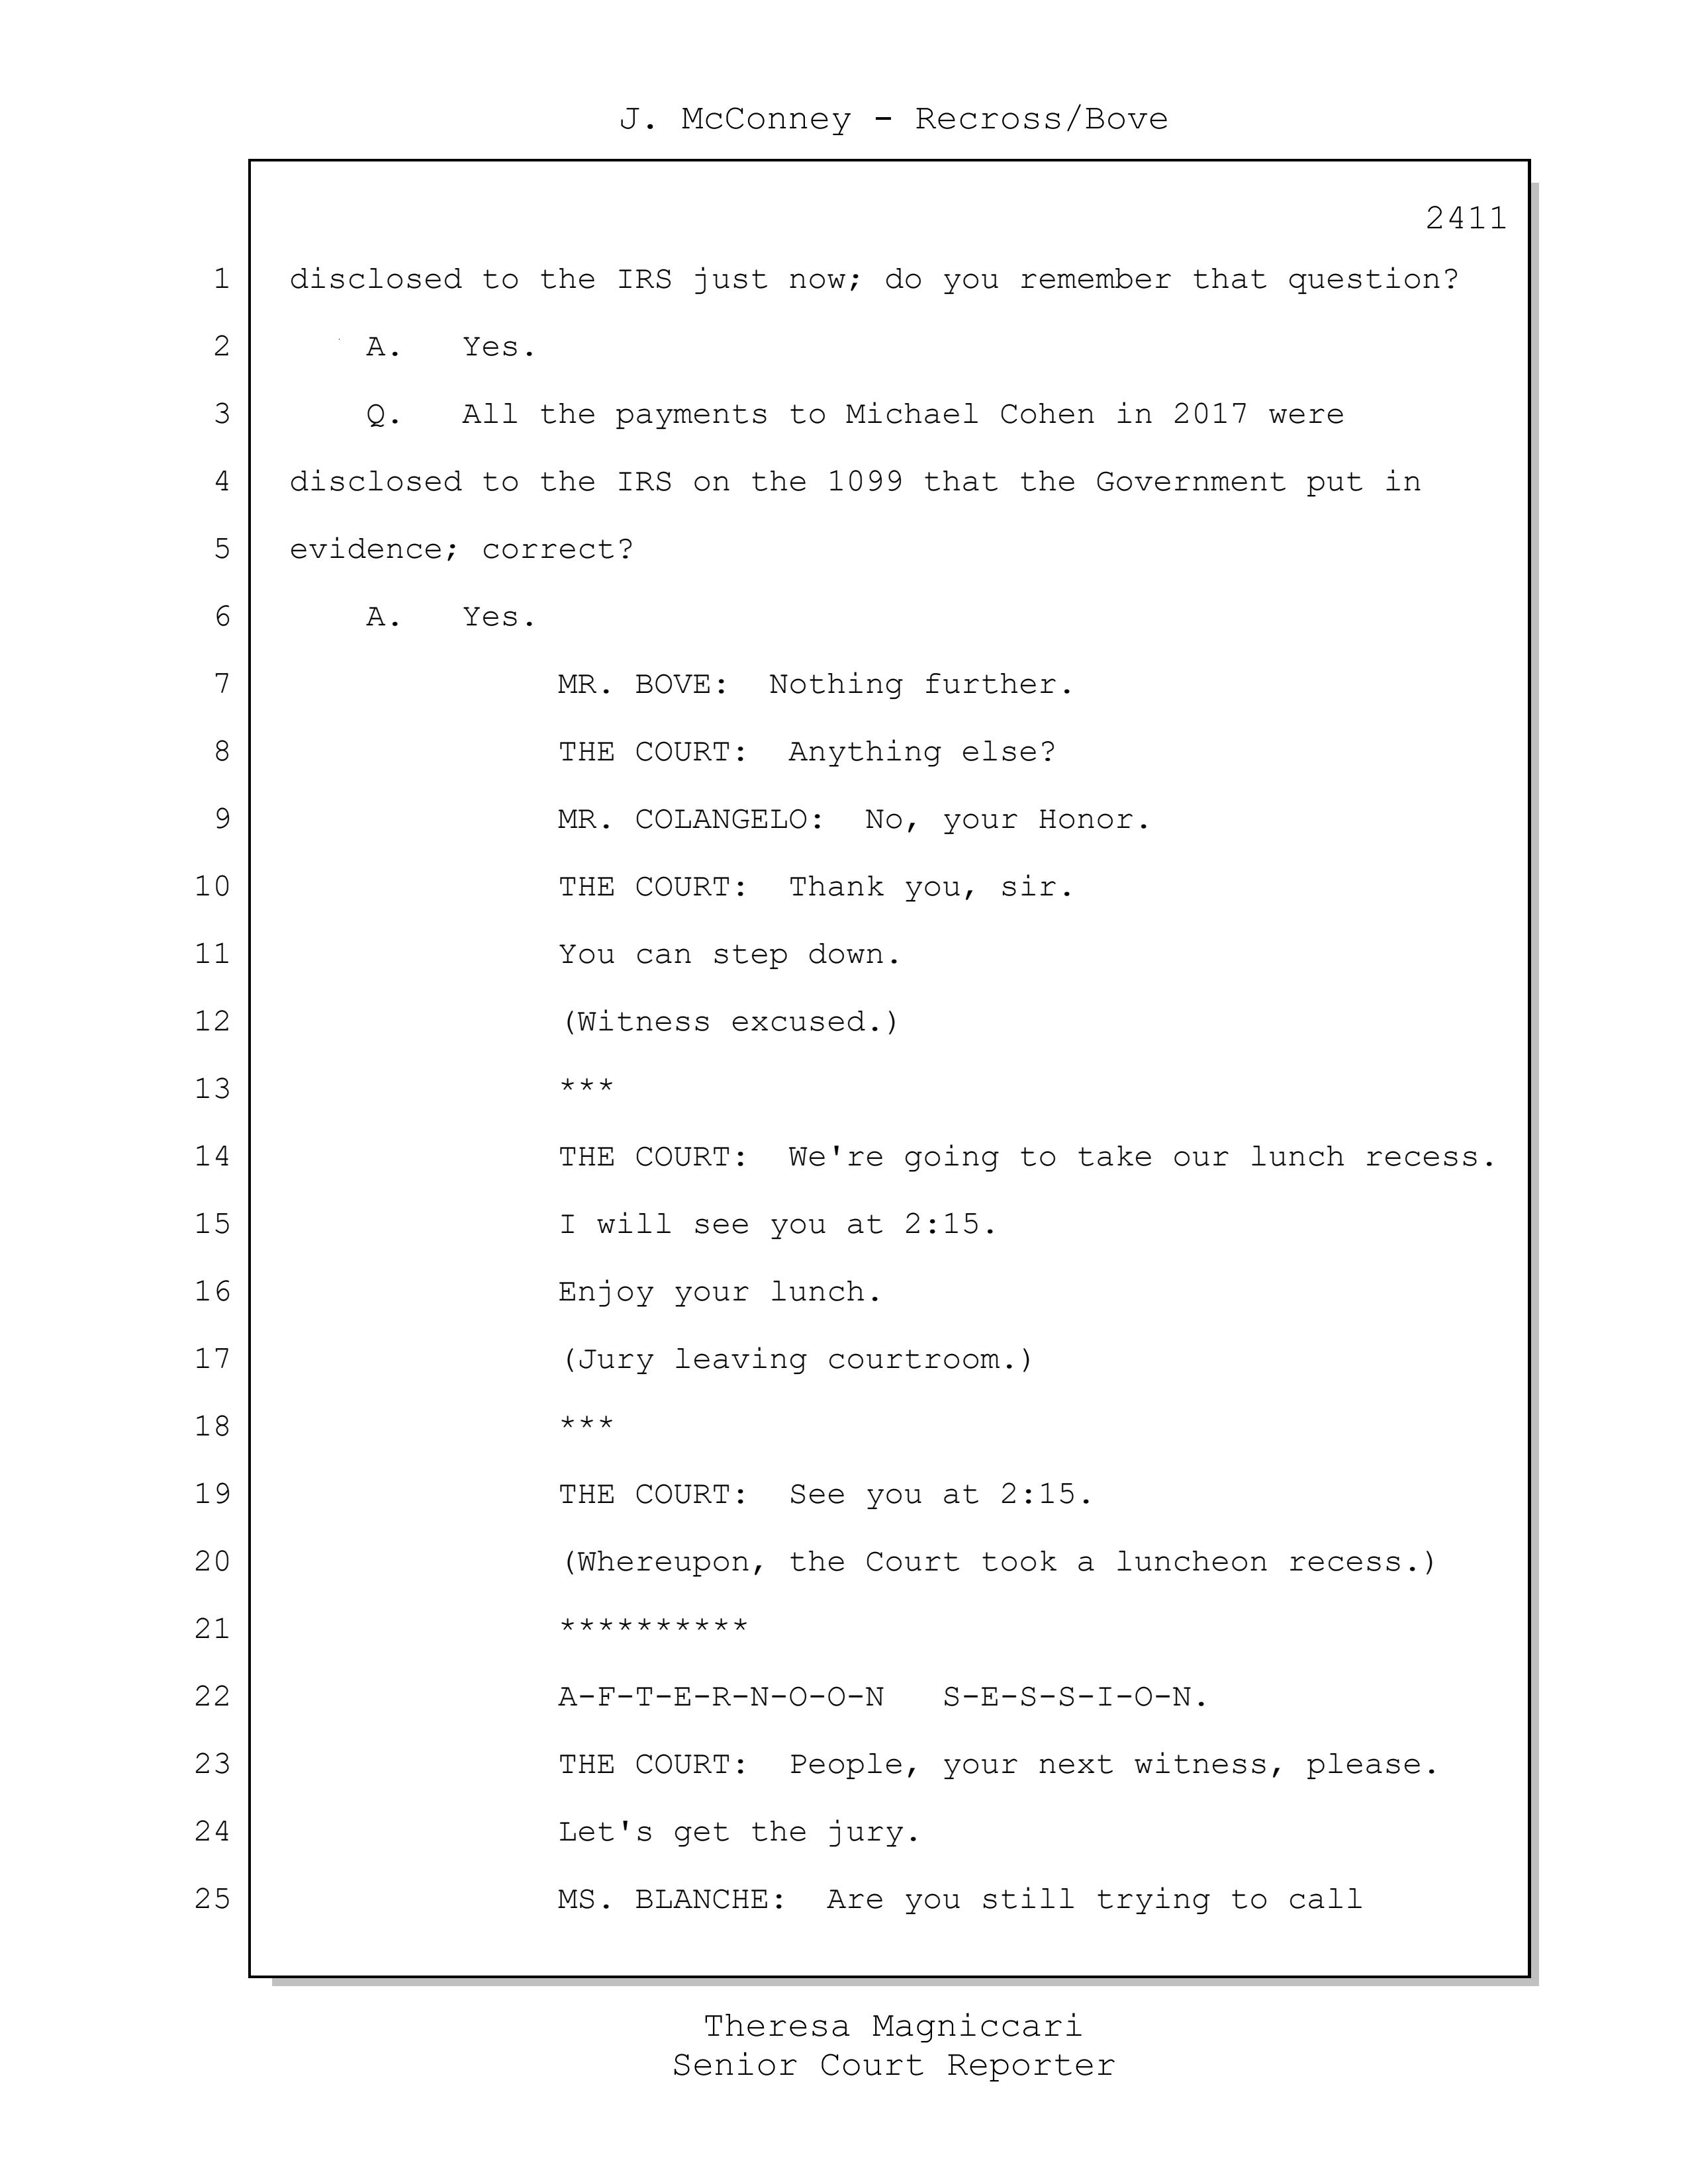 J. McConney - Recross/Bove
2411
1 disclosed to the IRS just now; do you remember that question?
2 A. Yes.
3 Q. All the payments to Michael Cohen in 2017 were
4 disclosed to the IRS on the 1099 that the Government put in
5 evidence; correct?
6 A. Yes.
7 MR. BOVE: Nothing further.
8 THE COURT: Anything else?
9 MR. COLANGELO: No, your Honor.
10 THE COURT: Thank you, sir.
11 You can step down.
12 (Witness excused.)
13 ***
14 THE COURT: We're going to take our lunch recess.
15 I will see you at 2:15.
16 Enjoy your lunch.
17 (Jury leaving courtroom.)
18 ***
19 THE COURT: See you at 2:15.
20 (Whereupon, the Court took a luncheon recess.)
21 **********
22 A-F-T-E-R-N-O-O-N S-E-S-S-I-O-N.
23 THE COURT: People, your next witness, please.
24 Let's get the jury.
25 MS. BLANCHE: Are you still trying to call
Theresa Magniccari
Senior Court Reporter